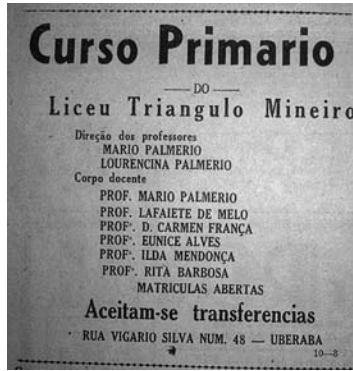 Curso Primario
DO
Liceu Triangulo Mineiro
Direção dos professores
MARIO PALMERIO
LOURENCINA PALMERIO
Corpo docente
PROF. MARIO PALMERIO
PROF. LAFAIETE DE MELO
PROFª. D. CARMEN FRANÇA
PROFª. EUNICE ALVES
PROFª. ILDA MENDONÇA
PROFª. RITA BARBOSA
MATRICULAS ABERTAS
Aceitam-se transferencias
RUA VIGARIO SILVA NUM. 48 — UBERABA
10—8